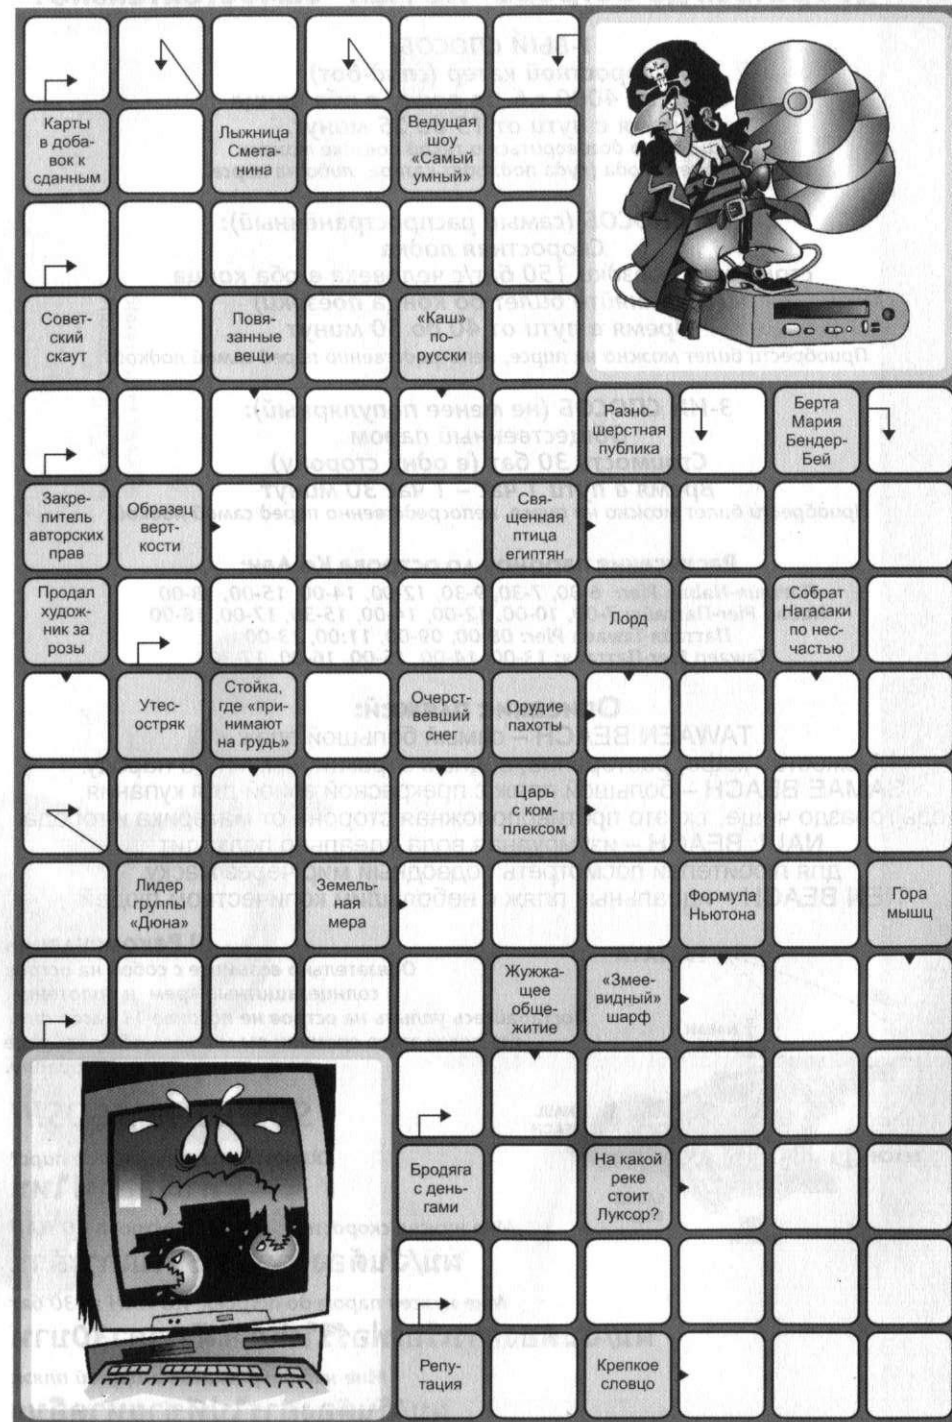 Карты
в доба-
вок к
сданным
Лыжница
Смета-
нина
Ведущая
шоу
«Самый
умный»
Совет-
ский
скаут
Повя-
занные
вещи
«Каш»
по-
русски
Разно-
шерстная
публика
Берта
Мария
Бендер-
Бей
Закре-
питель
авторских
прав
Образец
верт-
кости
Свя-
щенная
птица
египтян
Продал
худож-
ник за
розы
Лорд
Собрат
Нагасаки
по нес-
частью
Утес-
остряк
Стойка,
где «при-
нимают
на грудь»
Очерст-
вевший
снег
Орудие
пахоты
Царь
с ком-
плексом
Лидер
группы
«Дюна»
Земель-
ная
мера
Формула
Ньютона
Гора
мышц
Жужжа-
щее
обще-
житие
«Змее-
видный»
шарф
Бродяга
с день-
гами
На какой
реке
стоит
Луксор?
Репу-
тация
Крепкое
словцо